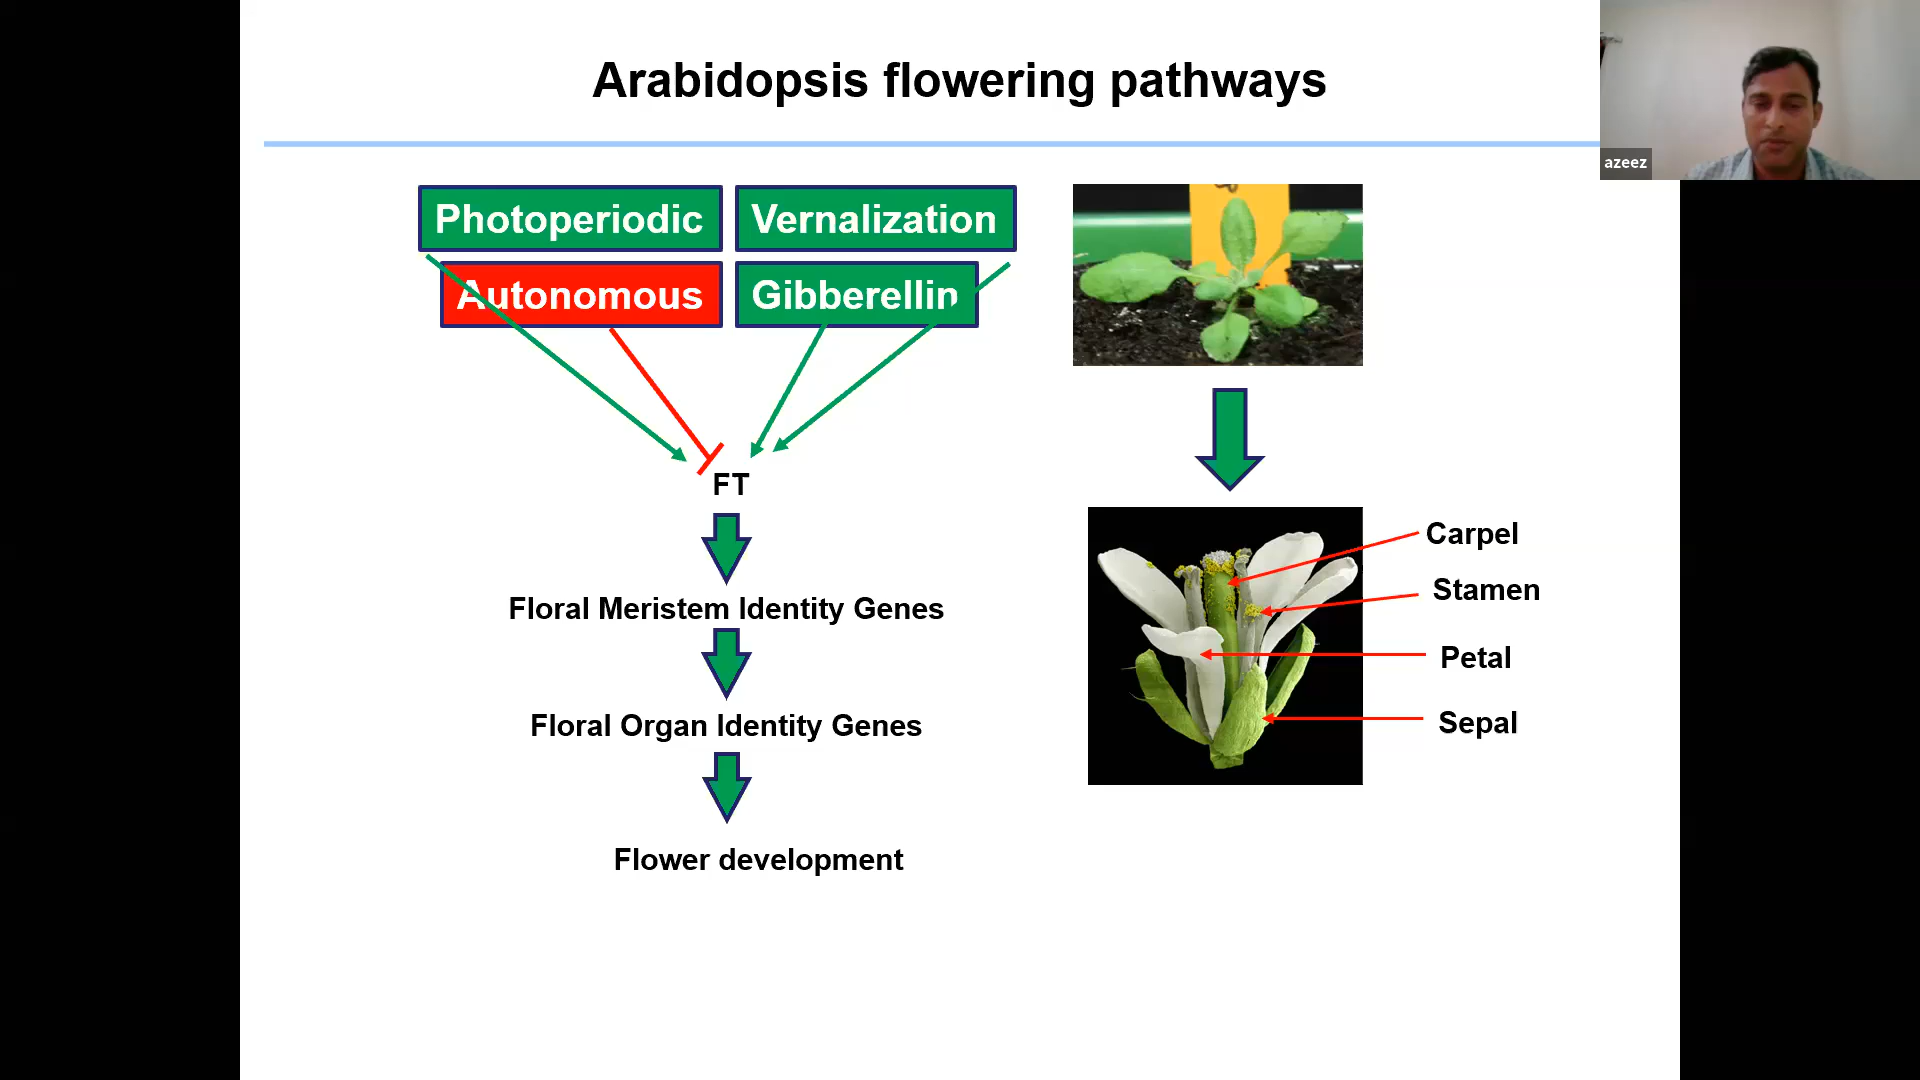 Arabidopsis flowering pathways
azeez
Photoperiodic
Vernalization
Autonomous
Gibberellin
FT
Floral Meristem Identity Genes
Floral Organ Identity Genes
Flower development
Carpel
Stamen
Petal
Sepal